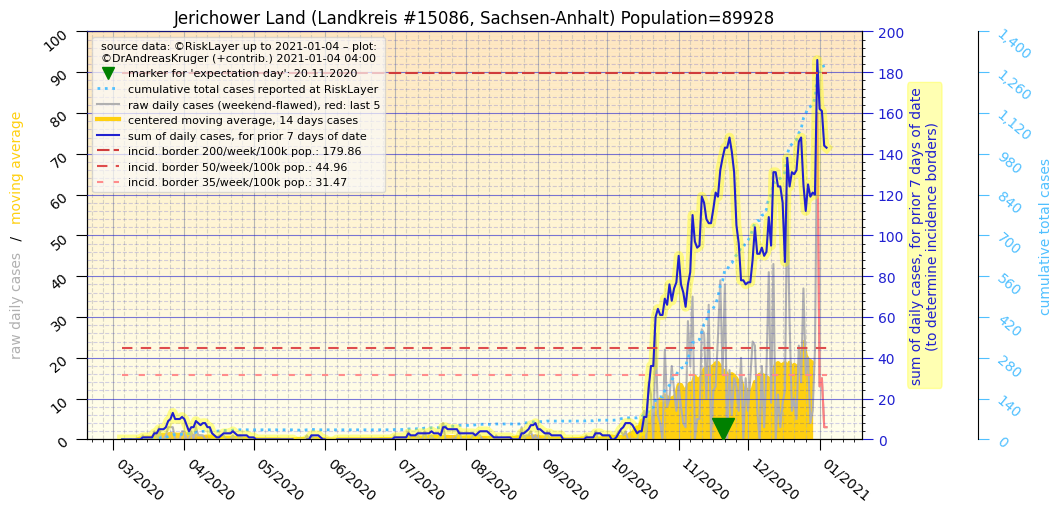 Jerichower Land (Landkreis #15086, Sachsen-Anhalt) Population=89928
source data: ©RiskLayer up to 2021-01-04 – plot:
©DrAndreasKruger (+contrib.) 2021-01-04 04:00
marker for 'expectation day': 20.11.2020
cumulative total cases reported at RiskLayer
raw daily cases (weekend-flawed), red: last 5
centered moving average, 14 days cases
sum of daily cases, for prior 7 days of date
incid. border 200/week/100k pop.: 179.86
incid. border 50/week/100k pop.: 44.96
incid. border 35/week/100k pop.: 31.47
raw daily cases / moving average
100
90
80
70
60
50
40
30
20
10
0
03/2020
04/2020
05/2020
06/2020
07/2020
08/2020
09/2020
10/2020
11/2020
12/2020
01/2021
200
180
160
140
120
100
80
60
40
20
0
sum of daily cases, for prior 7 days of date
(to determine incidence borders)
1,400
1,260
1,120
980
840
700
560
420
280
140
0
cumulative total cases